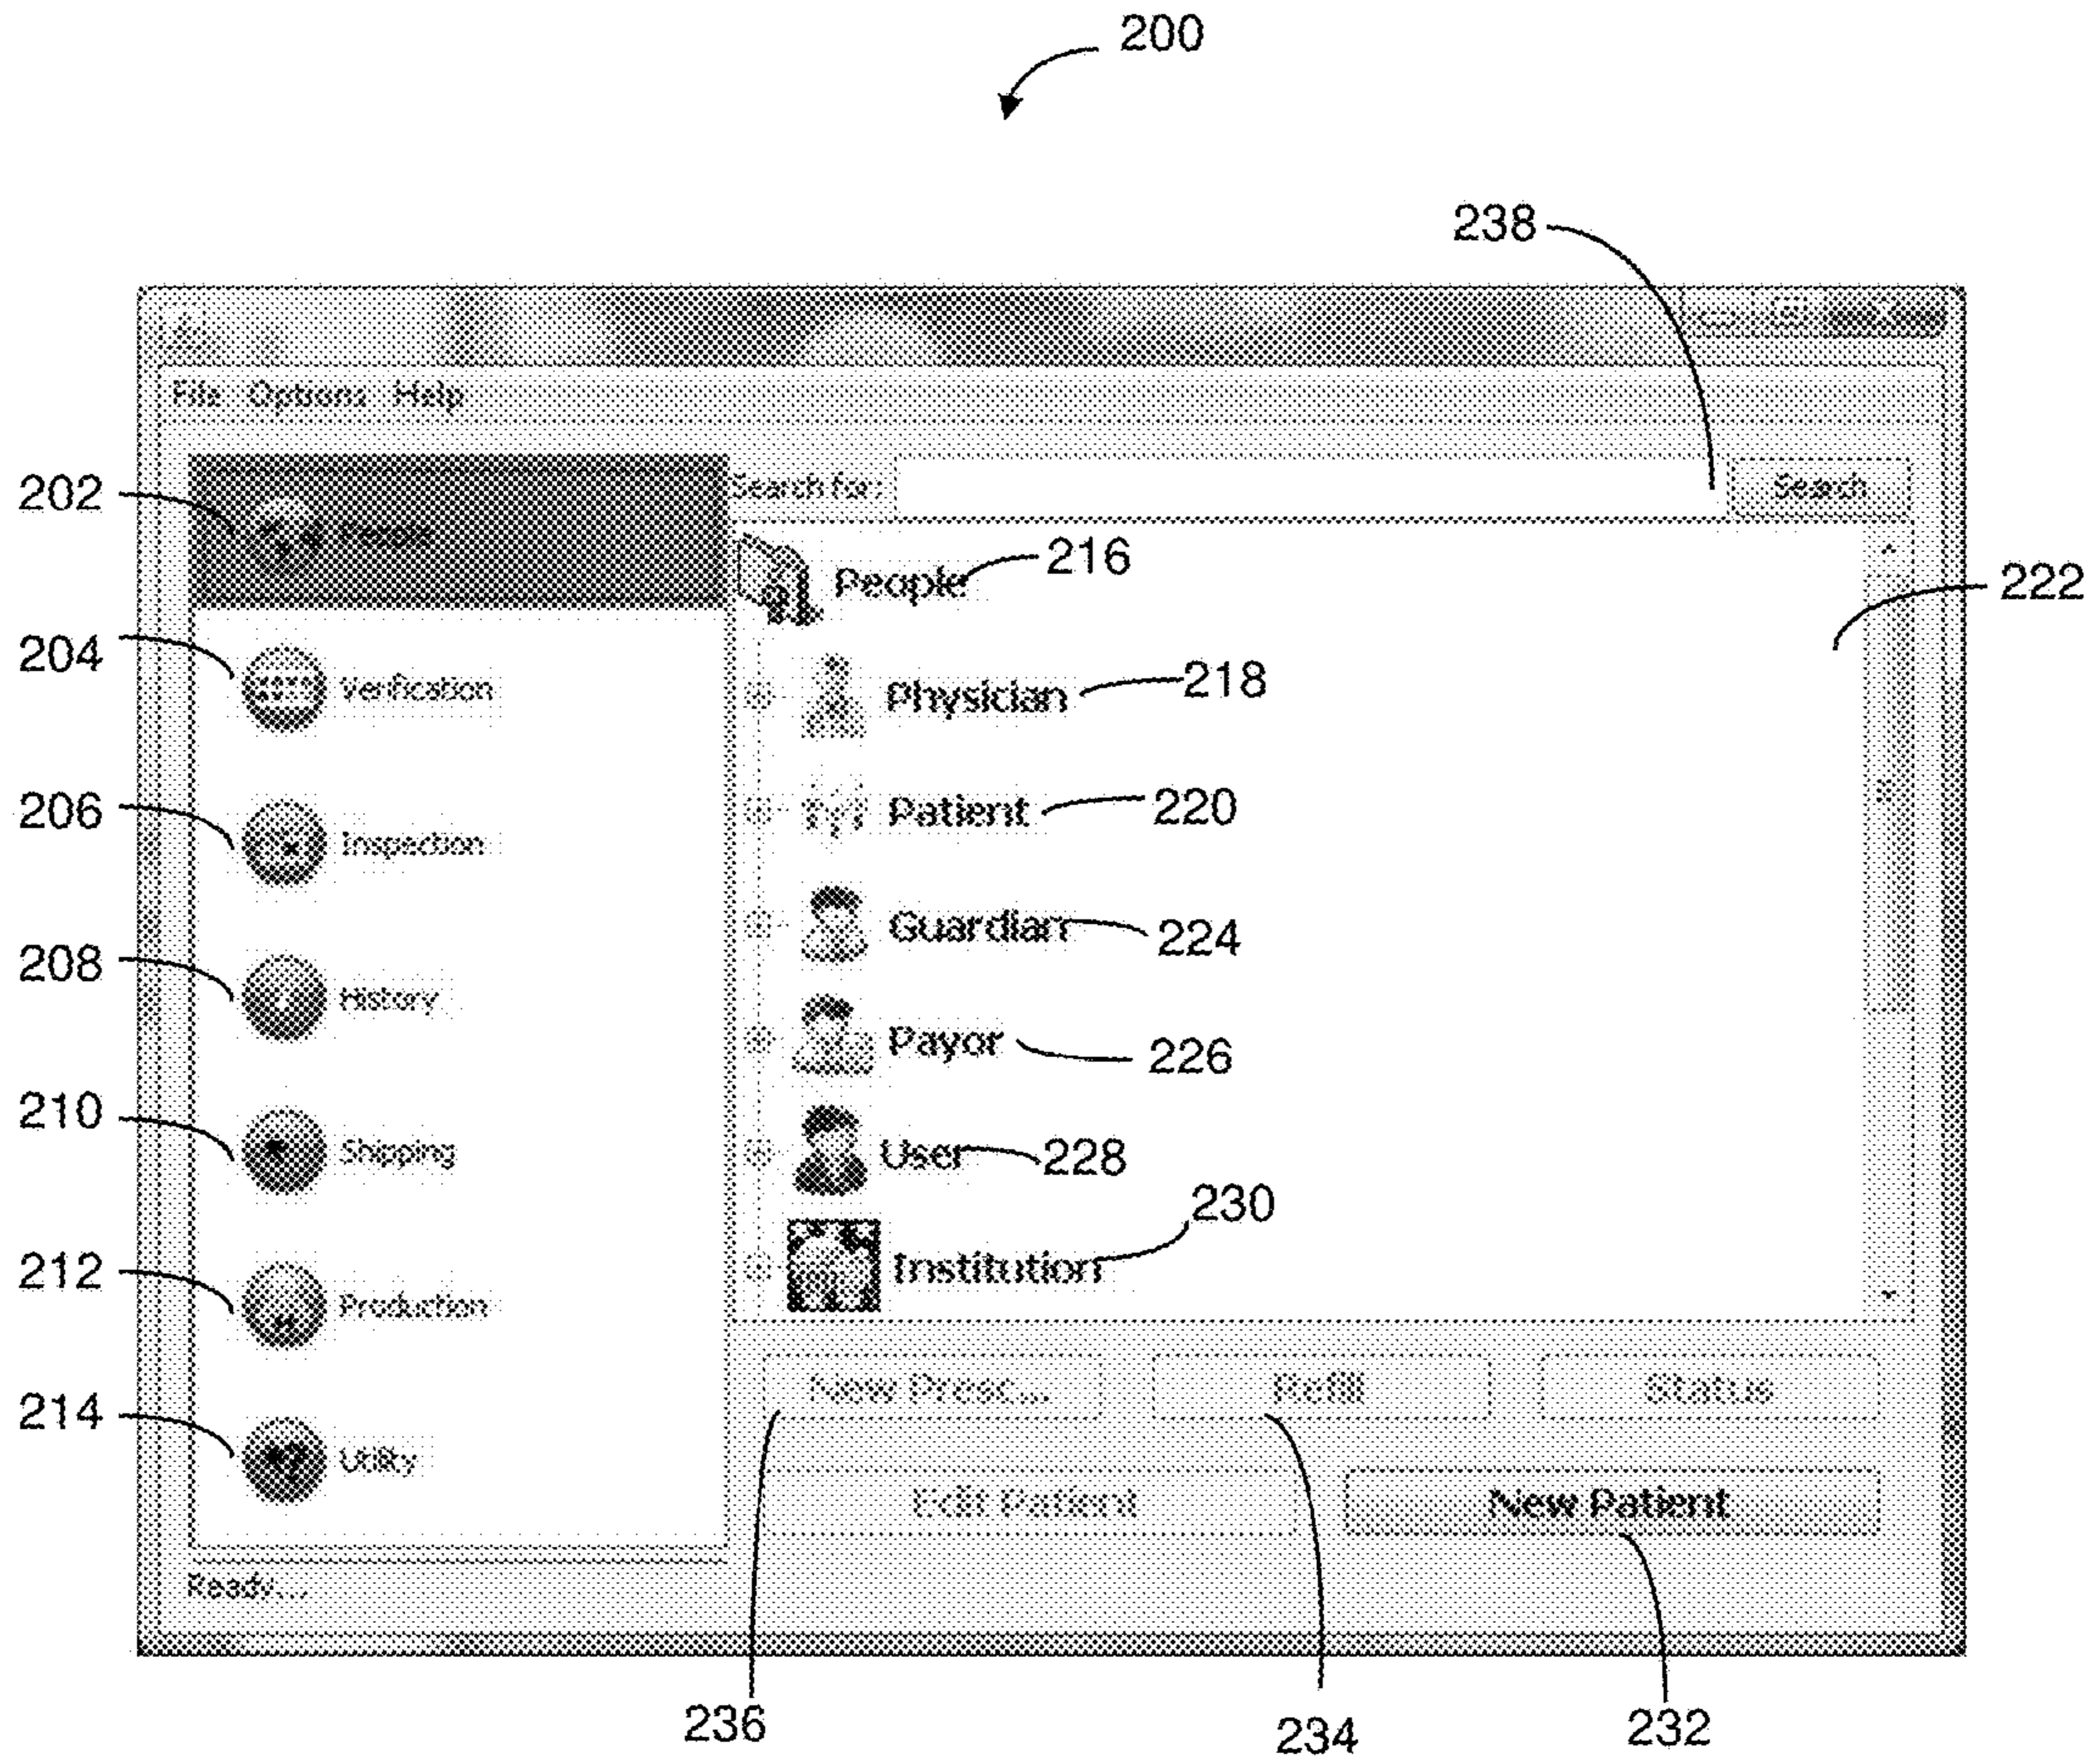 200
238
File Options Help
202 People
Search for: Search
People 216
222
204 Verification
Physician 218
206 Inspection
Patient 220
Guardian 224
208 History
Payor 226
210 Shipping
User 228
230
212 Production
Institution
New Presc... Refill Status
214 Utility
Edit Patient New Patient
Ready...
236 234 232